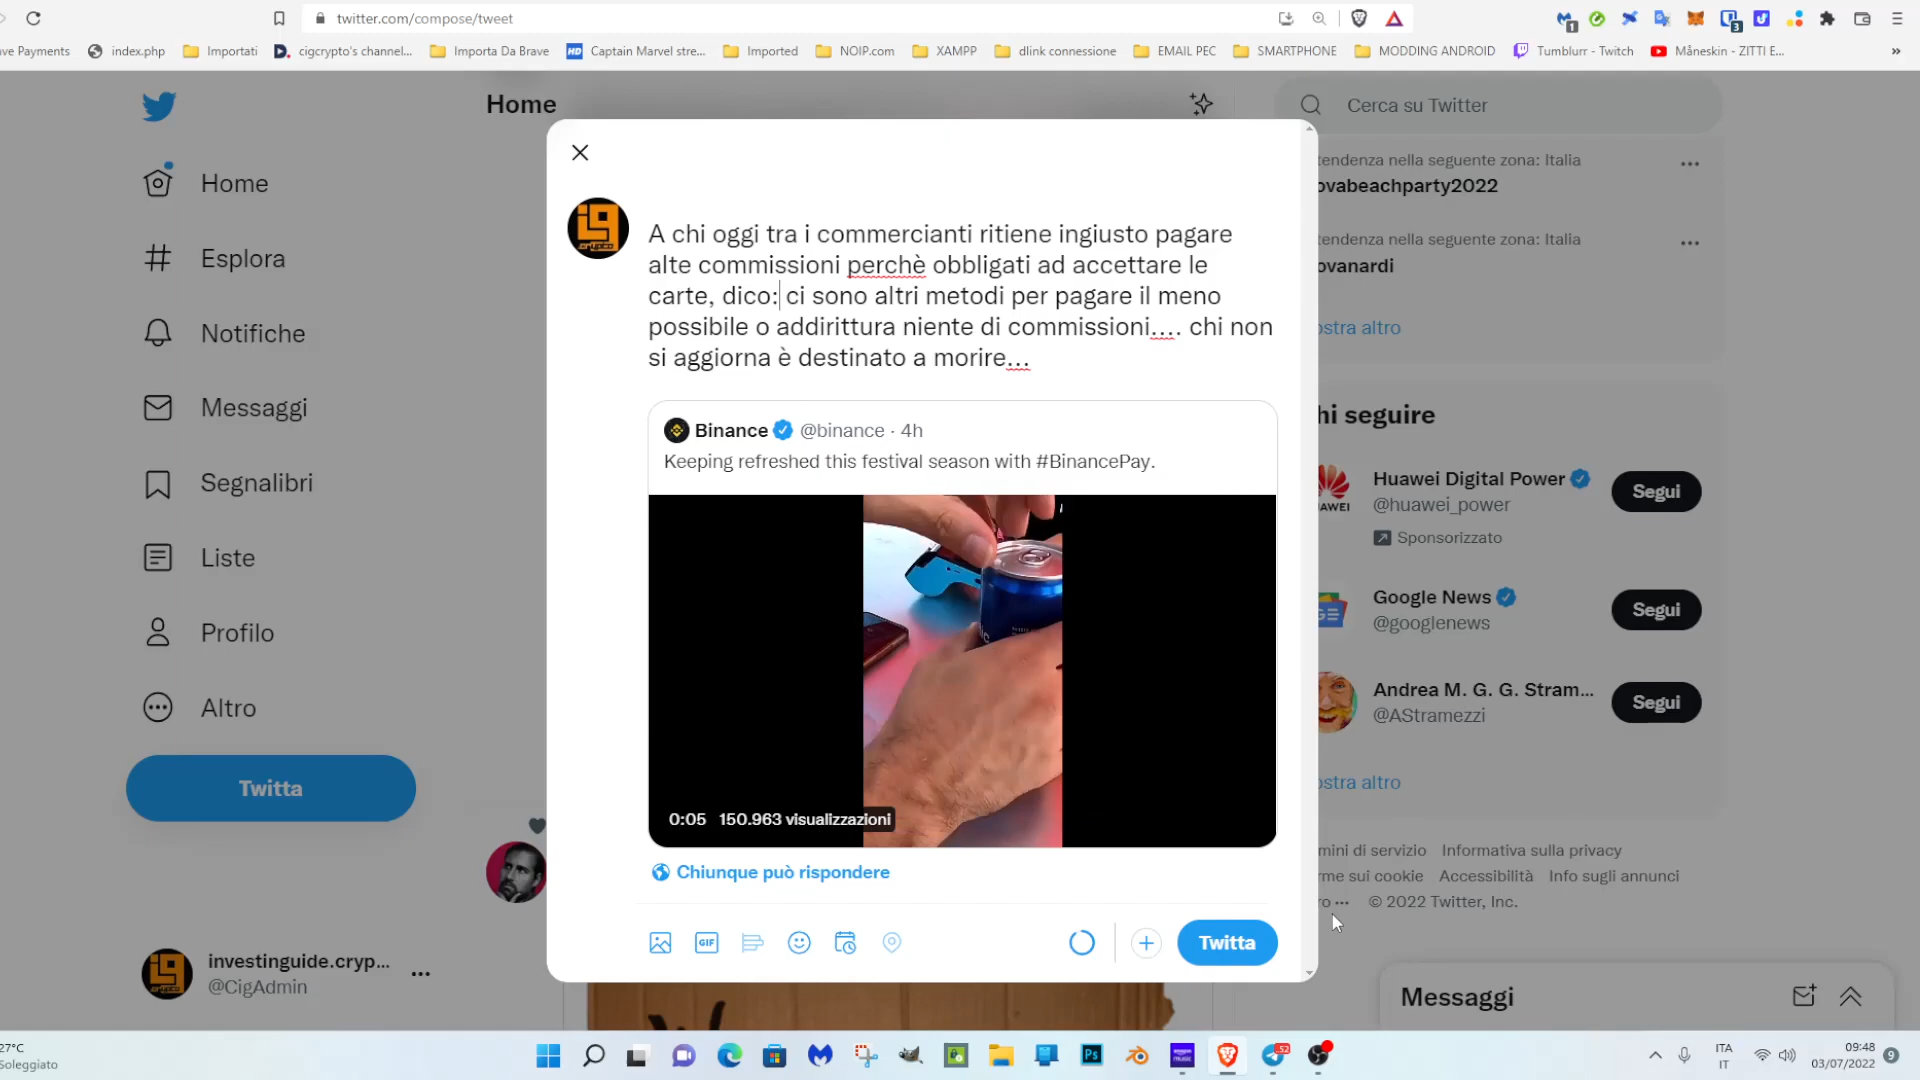 twitter.com/compose/tweet
1
3
ve Payments
index.php
Importati
cigcrypto's channel...
Importa Da Brave
HD
Captain Marvel stre...
Imported
NOIP.com
XAMPP
dlink connessione
EMAIL PEC
SMARTPHONE
MODDING ANDROID
Tumblurr - Twitch
Måneskin - ZITTI E...
»
Home
Cerca su Twitter
Home
Esplora
Notifiche
Messaggi
Segnalibri
Liste
Profilo
Altro
Twitta
investinguide.cryp...
@CigAdmin
A chi oggi tra i commercianti ritiene ingiusto pagare
alte commissioni perchè obbligati ad accettare le
carte, dico: ci sono altri metodi per pagare il meno
possibile o addirittura niente di commissioni.... chi non
si aggiorna è destinato a morire...
Binance @binance · 4h
Keeping refreshed this festival season with #BinancePay.
0:05 150.963 visualizzazioni
Chiunque può rispondere
GIF
Twitta
tendenza nella seguente zona: Italia
ovabeachparty2022
tendenza nella seguente zona: Italia
ovanardi
ostra altro
hi seguire
AWEI
Huawei Digital Power
@huawei_power
Sponsorizzato
Segui
Google News
@googlenews
Segui
Andrea M. G. G. Stram...
@AStramezzi
Segui
ostra altro
mini di servizio Informativa sulla privacy
rme sui cookie Accessibilità Info sugli annunci
ro ... © 2022 Twitter, Inc.
Messaggi
27°C
Soleggiato
Ps
52
ITA
IT
09:48
03/07/2022
9